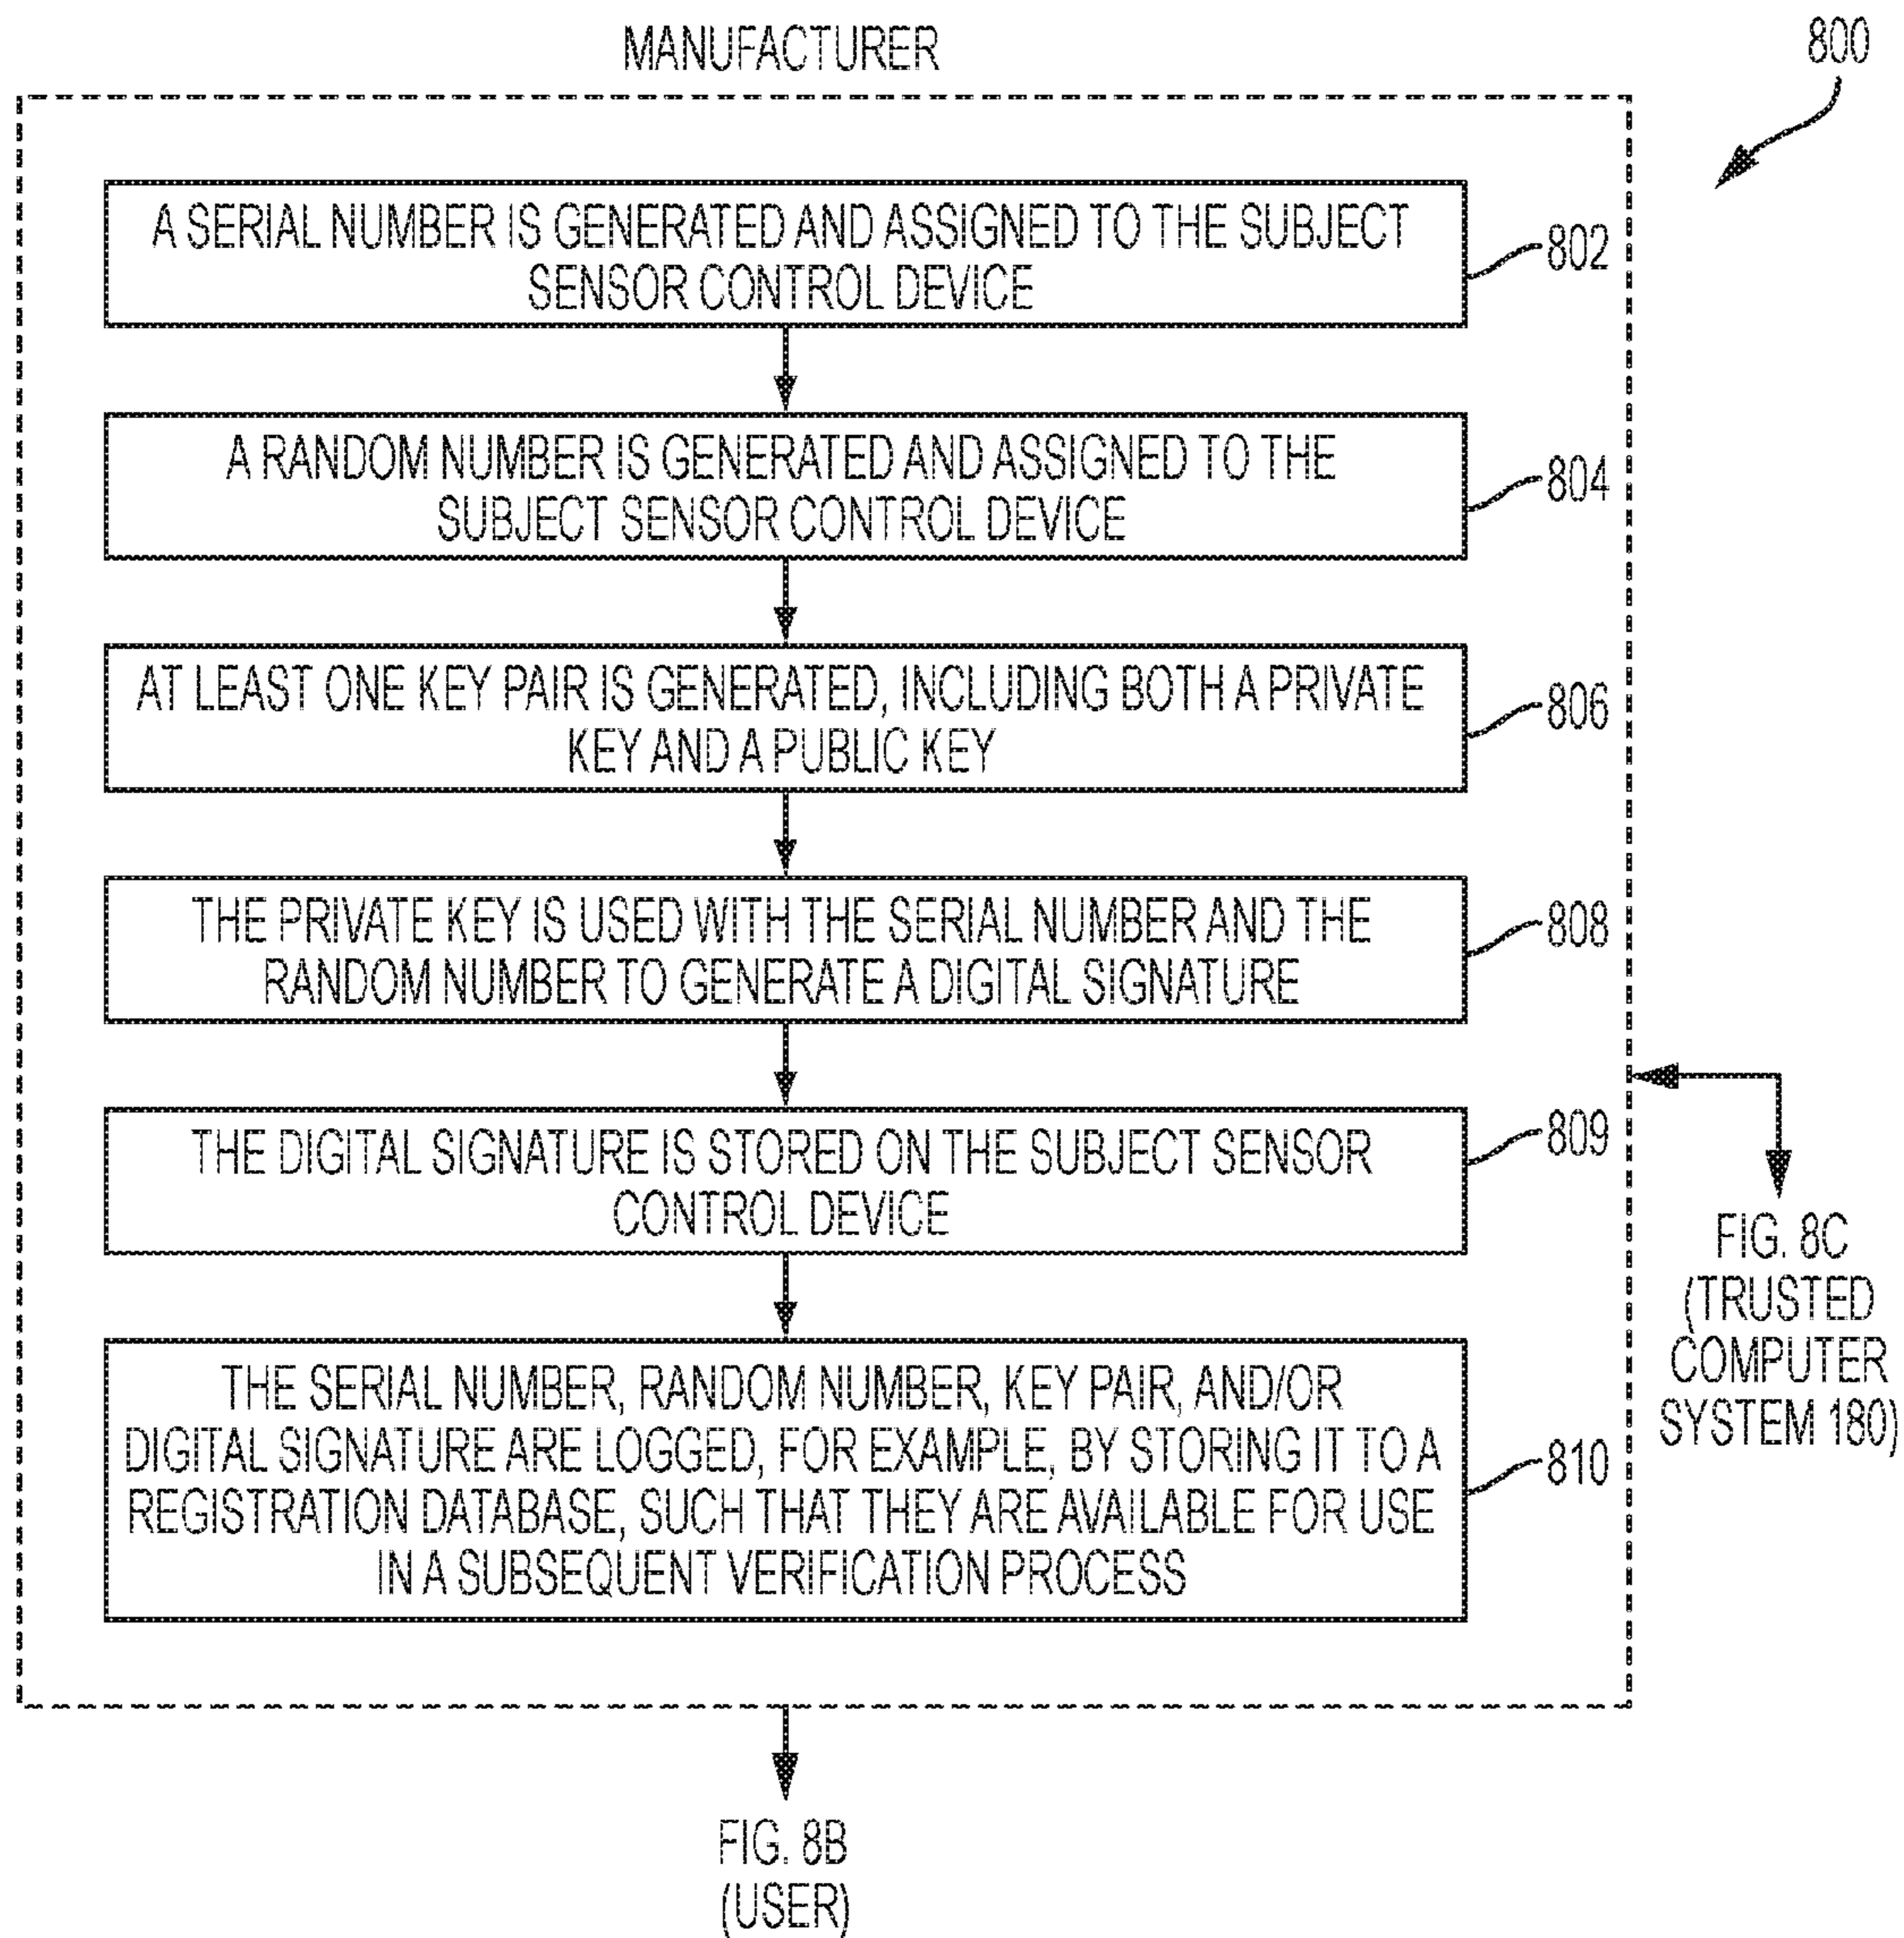 MANUFACTURER
800
A SERIAL NUMBER IS GENERATED AND ASSIGNED TO THE SUBJECT
SENSOR CONTROL DEVICE
802
A RANDOM NUMBER IS GENERATED AND ASSIGNED TO THE
SUBJECT SENSOR CONTROL DEVICE
804
AT LEAST ONE KEY PAIR IS GENERATED, INCLUDING BOTH A PRIVATE
KEY AND A PUBLIC KEY
806
THE PRIVATE KEY IS USED WITH THE SERIAL NUMBER AND THE
RANDOM NUMBER TO GENERATE A DIGITAL SIGNATURE
808
THE DIGITAL SIGNATURE IS STORED ON THE SUBJECT SENSOR
CONTROL DEVICE
809
FIG. 8C
(TRUSTED
COMPUTER
SYSTEM 180)
THE SERIAL NUMBER, RANDOM NUMBER, KEY PAIR, AND/OR
DIGITAL SIGNATURE ARE LOGGED, FOR EXAMPLE, BY STORING IT TO A
REGISTRATION DATABASE, SUCH THAT THEY ARE AVAILABLE FOR USE
IN A SUBSEQUENT VERIFICATION PROCESS
810
FIG. 8B
(USER)